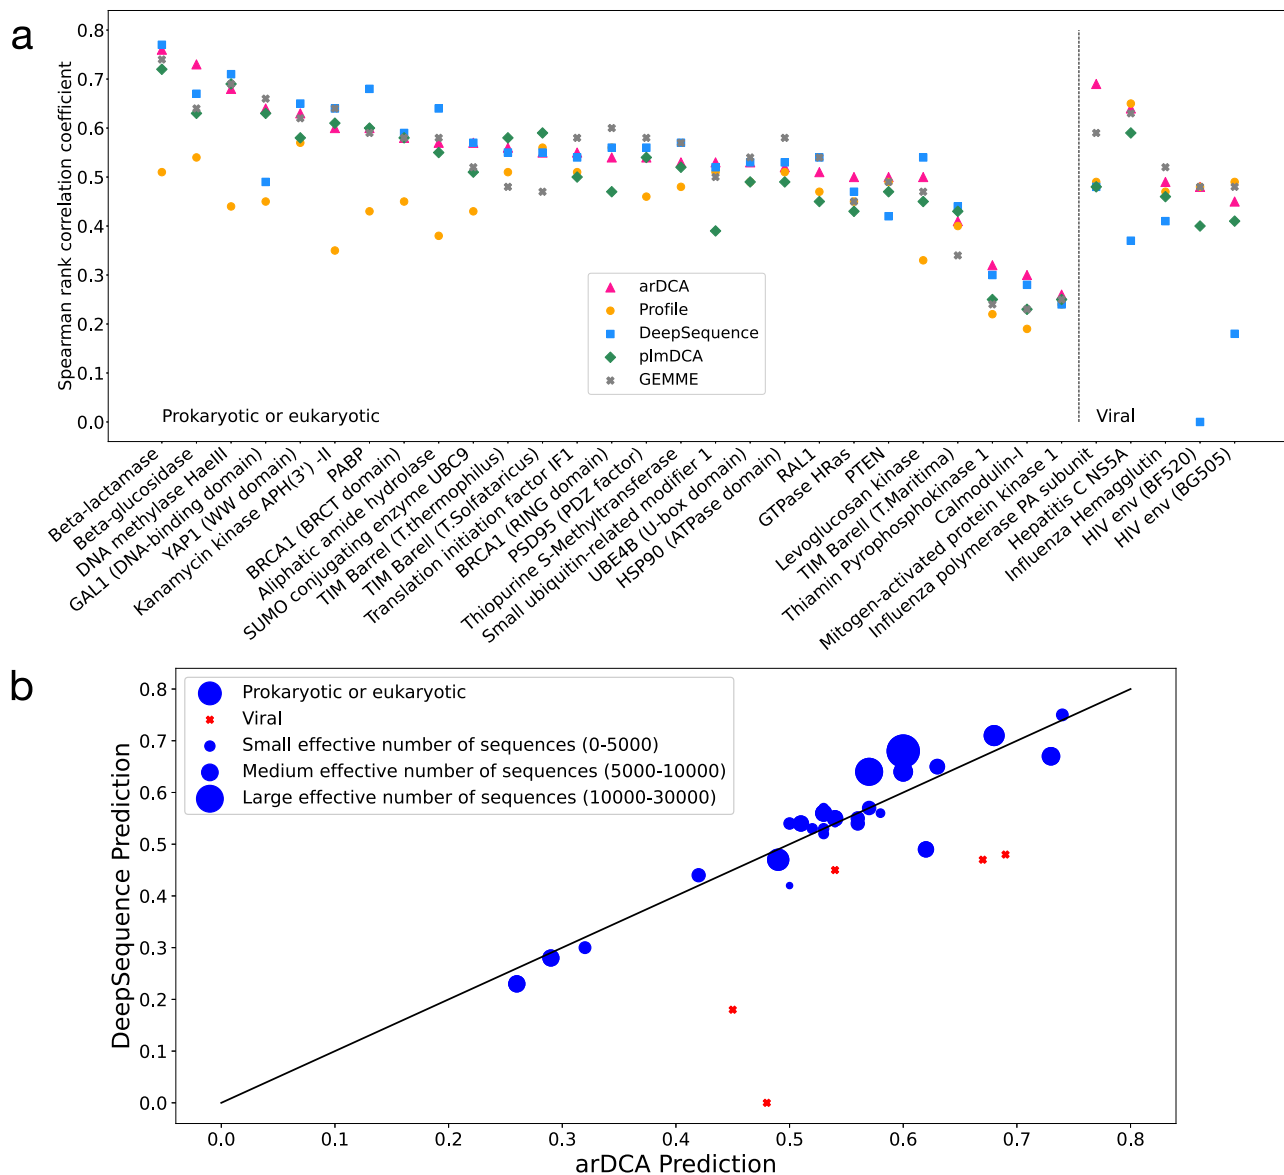 a
Spearman rank correlation coefficient
0.8
0.7
0.6
0.5
0.4
0.3
0.2
0.1
0.0
arDCA
Profile
DeepSequence
plmDCA
GEMME
Prokaryotic or eukaryotic
Viral
Beta-lactamase
Beta-glucosidase
DNA methylase HaeIII
GAL1 (DNA-binding domain)
YAP1 (WW domain)
Kanamycin kinase APH(3') -II
PABP
BRCA1 (BRCT domain)
Aliphatic amide hydrolase
SUMO conjugating enzyme UBC9
TIM Barrel (T.thermophilus)
TIM Barell (T.Solfataricus)
Translation initiation factor IF1
BRCA1 (RING domain)
PSD95 (PDZ factor)
Thiopurine S-Methyltransferase
Small ubiquitin-related modifier 1
UBE4B (U-box domain)
HSP90 (ATPase domain)
RAL1
GTPase HRas
PTEN
Levoglucosan kinase
TIM Barell (T.Maritima)
Thiamin Pyrophosphokinase 1
Calmodulin-I
Mitogen-activated protein kinase 1
Influenza polymerase PA subunit
Hepatitis C NS5A
Influenza Hemagglutin
HIV env (BF520)
HIV env (BG505)
b
DeepSequence Prediction
0.8
0.7
0.6
0.5
0.4
0.3
0.2
0.1
0.0
Prokaryotic or eukaryotic
Viral
Small effective number of sequences (0-5000)
Medium effective number of sequences (5000-10000)
Large effective number of sequences (10000-30000)
0.0 0.1 0.2 0.3 0.4 0.5 0.6 0.7 0.8
arDCA Prediction